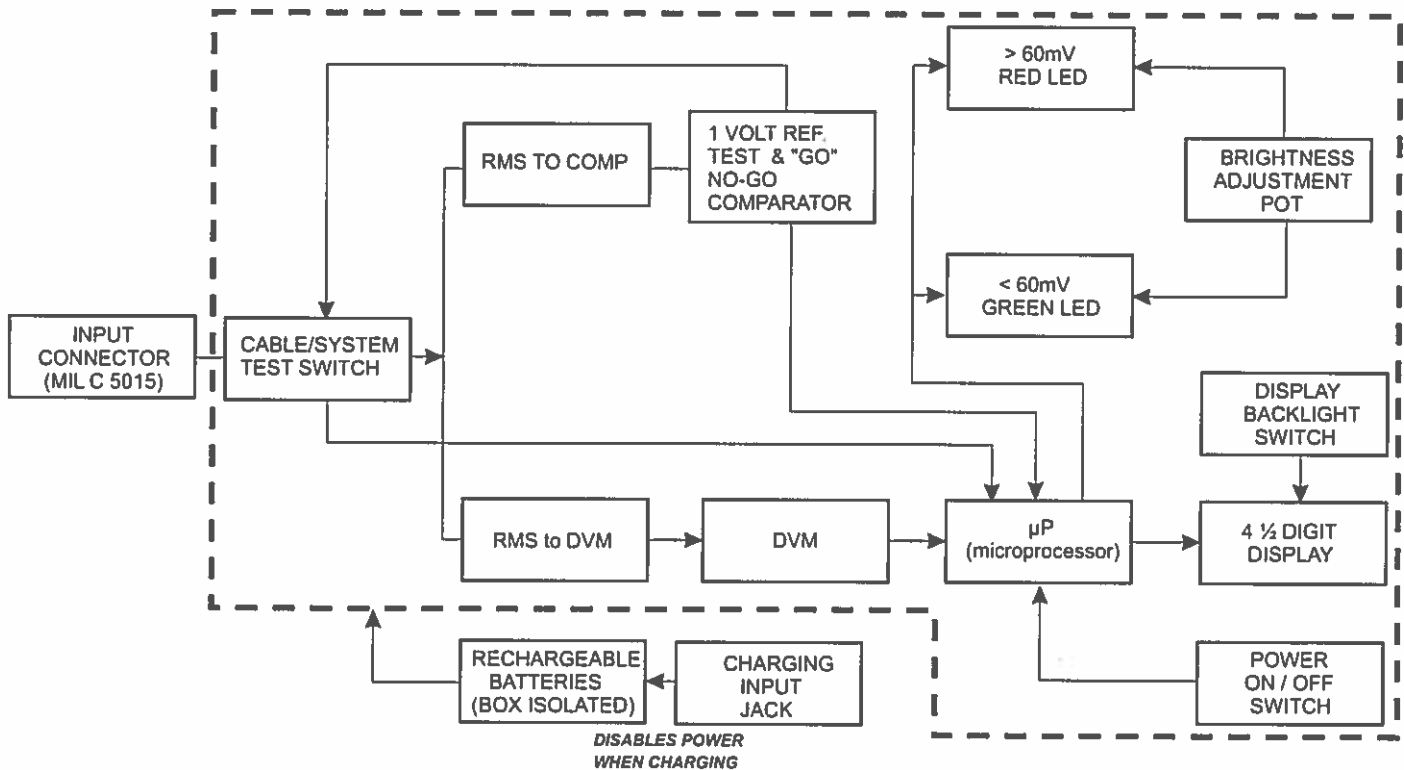 > 60mV
RED LED
1 VOLT REF.
TEST & "GO"
NO-GO
COMPARATOR
RMS TO COMP
BRIGHTNESS
ADJUSTMENT
POT
< 60mV
GREEN LED
INPUT
CONNECTOR
(MIL C 5015)
CABLE/SYSTEM
TEST SWITCH
DISPLAY
BACKLIGHT
SWITCH
RMS to DVM
DVM
µP
(microprocessor)
4 ½ DIGIT
DISPLAY
RECHARGEABLE
BATTERIES
(BOX ISOLATED)
CHARGING
INPUT
JACK
POWER
ON / OFF
SWITCH
DISABLES POWER
WHEN CHARGING